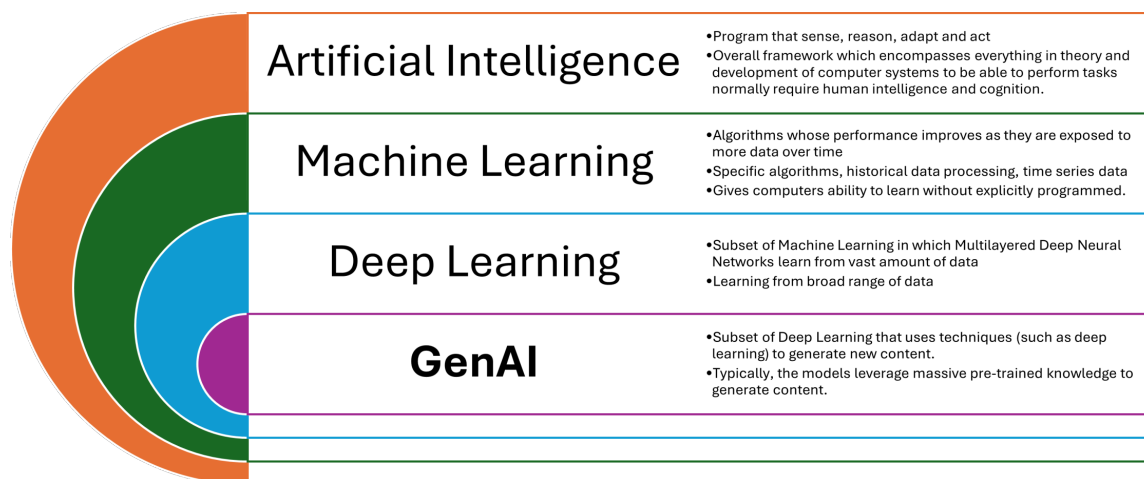 Artificial Intelligence
•Program that sense, reason, adapt and act
•Overall framework which encompasses everything in theory and
development of computer systems to be able to perform tasks
normally require human intelligence and cognition.
Machine Learning
•Algorithms whose performance improves as they are exposed to
more data over time
•Specific algorithms, historical data processing, time series data
•Gives computers ability to learn without explicitly programmed.
Deep Learning
•Subset of Machine Learning in which Multilayered Deep Neural
Networks learn from vast amount of data
•Learning from broad range of data
GenAI
•Subset of Deep Learning that uses techniques (such as deep
learning) to generate new content.
•Typically, the models leverage massive pre-trained knowledge to
generate content.